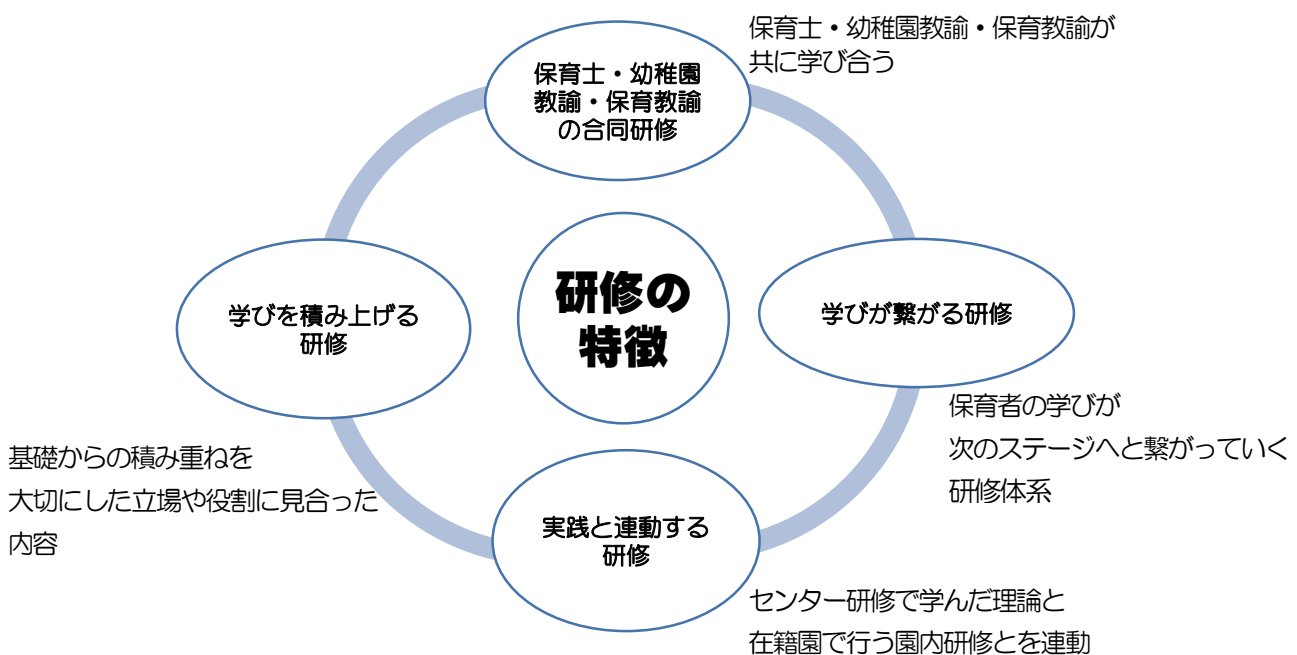 保育士・幼稚園教諭・保育教諭が
共に学び合う
保育士・幼稚園
教諭・保育教諭
の合同研修
研修の
特徴
学びが繋がる研修
保育者の学びが
次のステージへと繋がっていく
研修体系
実践と連動する
研修
センター研修で学んだ理論と
在籍園で行う園内研修とを連動
学びを積み上げる
研修
基礎からの積み重ねを
大切にした立場や役割に見合った
内容